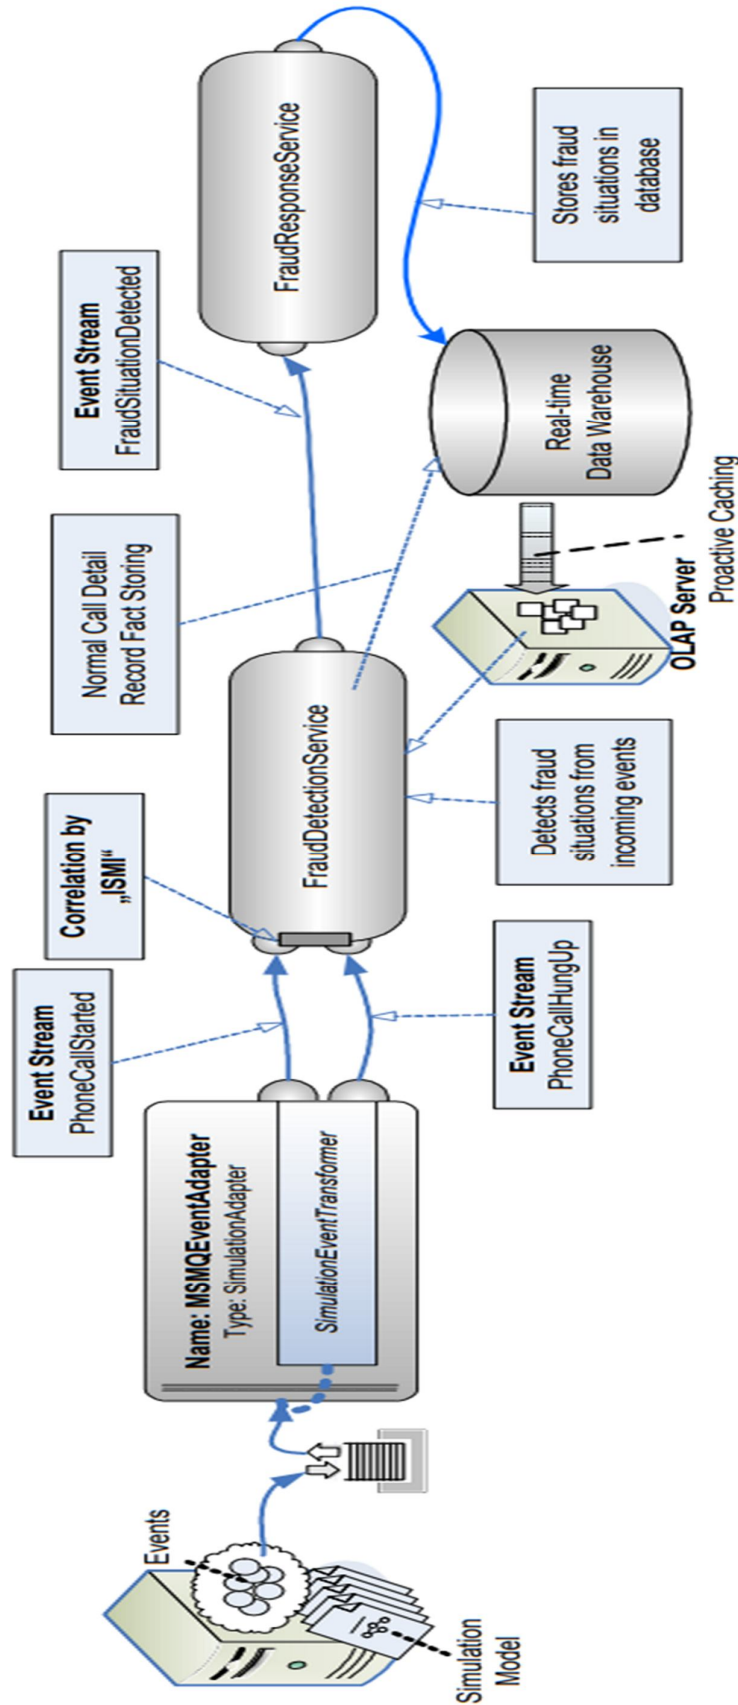 Events
Simulation
Model
Name: MSMQEventAdapter
Type: SimulationAdapter
SimulationEventTransformer
Event Stream
PhoneCallStarted
Event Stream
PhoneCallHungUp
Correlation by
„ISMI“
FraudDetectionService
Detects fraud
situations from
incoming events
Normal Call Detail
Record Fact Storing
Event Stream
FraudSituationDetected
FraudResponseService
Stores fraud
situations in
database
Real-time
Data Warehouse
OLAP Server
Proactive Caching